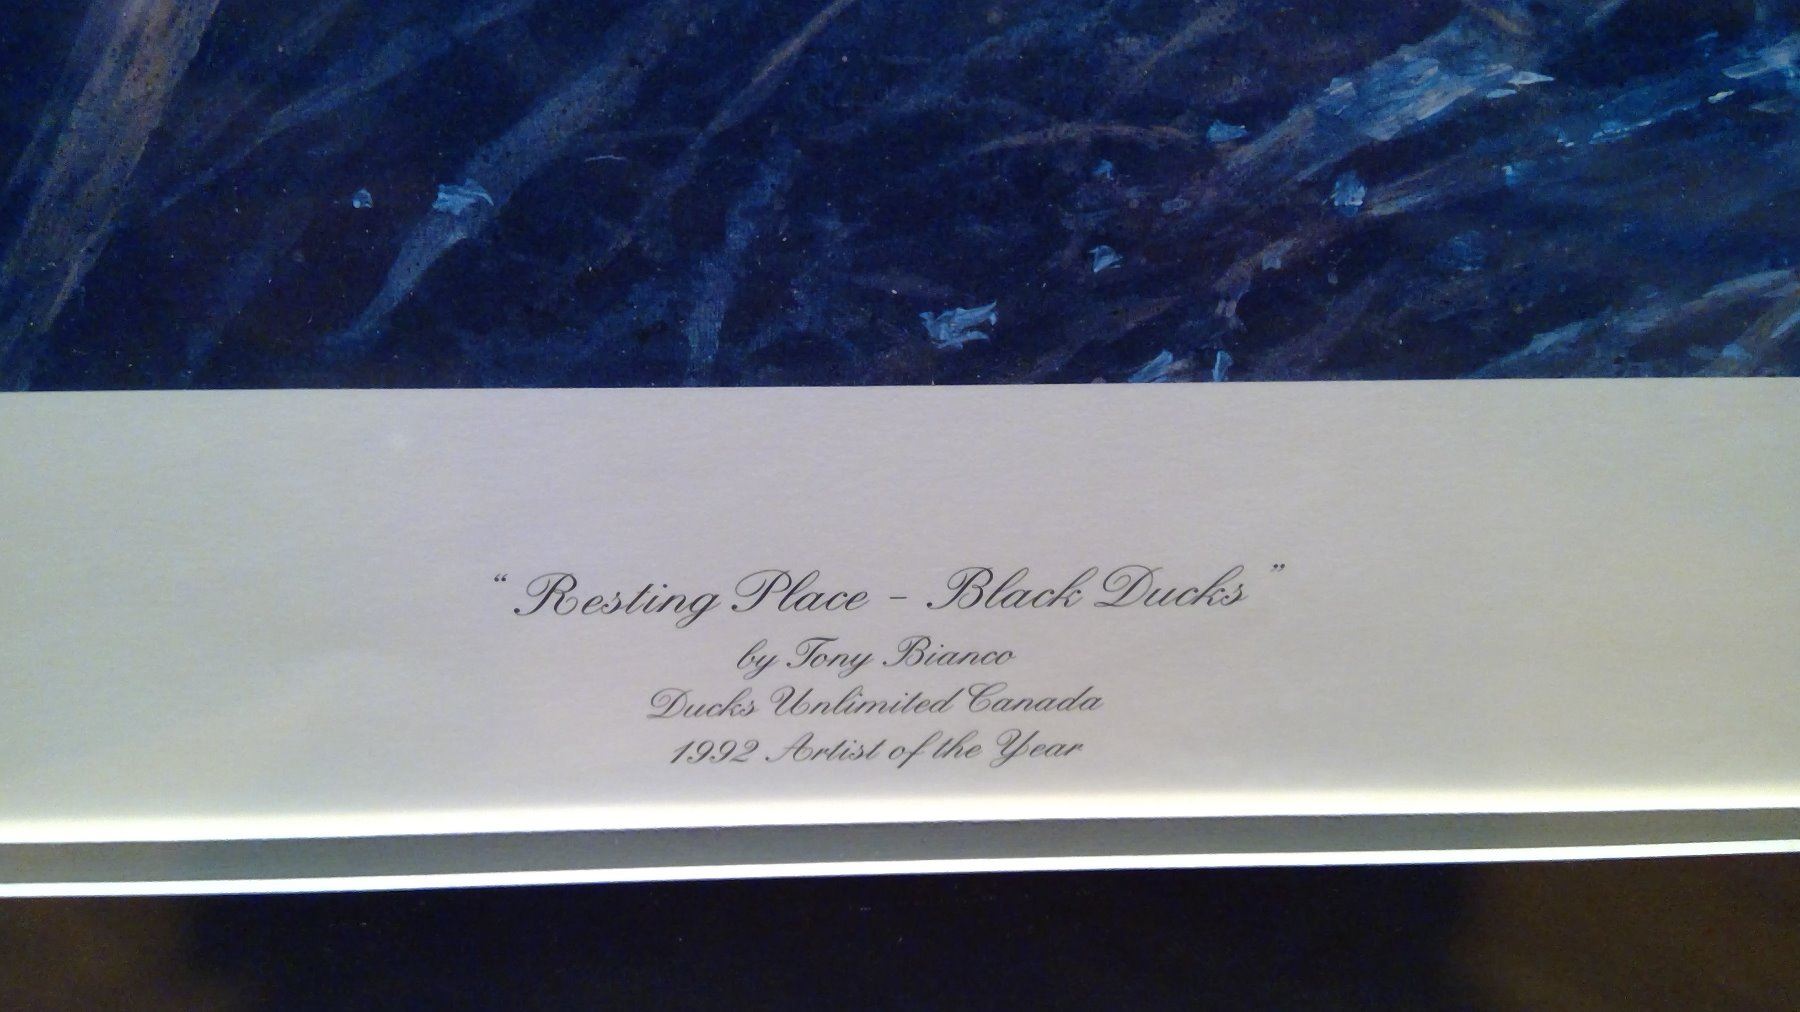 “ Resting Place - Black Ducks ”
by Tony Bianco
Ducks Unlimited Canada
1992 Artist of the Year